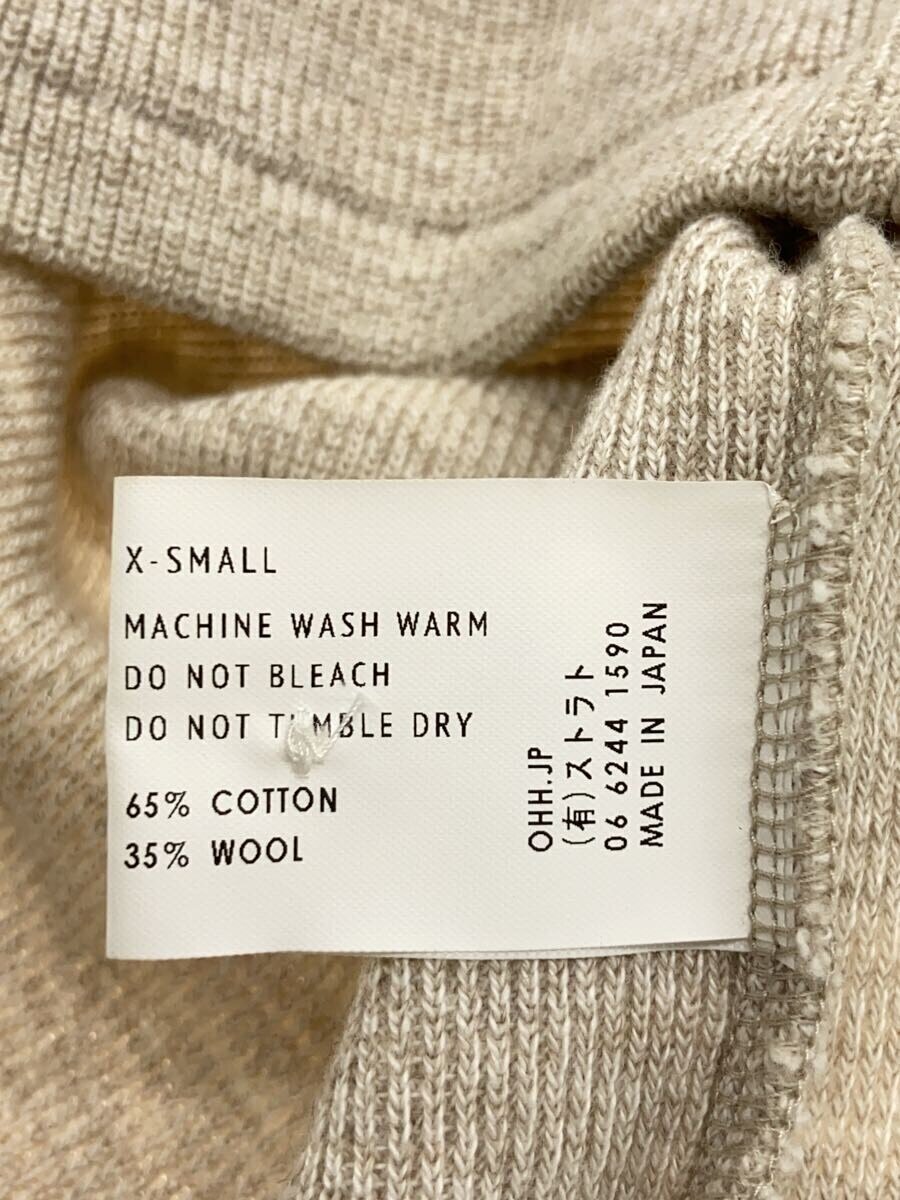 X-SMALL
MACHINE WASH WARM
DO NOT BLEACH
DO NOT TUMBLE DRY
65% COTTON
35% WOOL
OHH.JP
(有)ストラト
06 6244 1590
MADE IN JAPAN